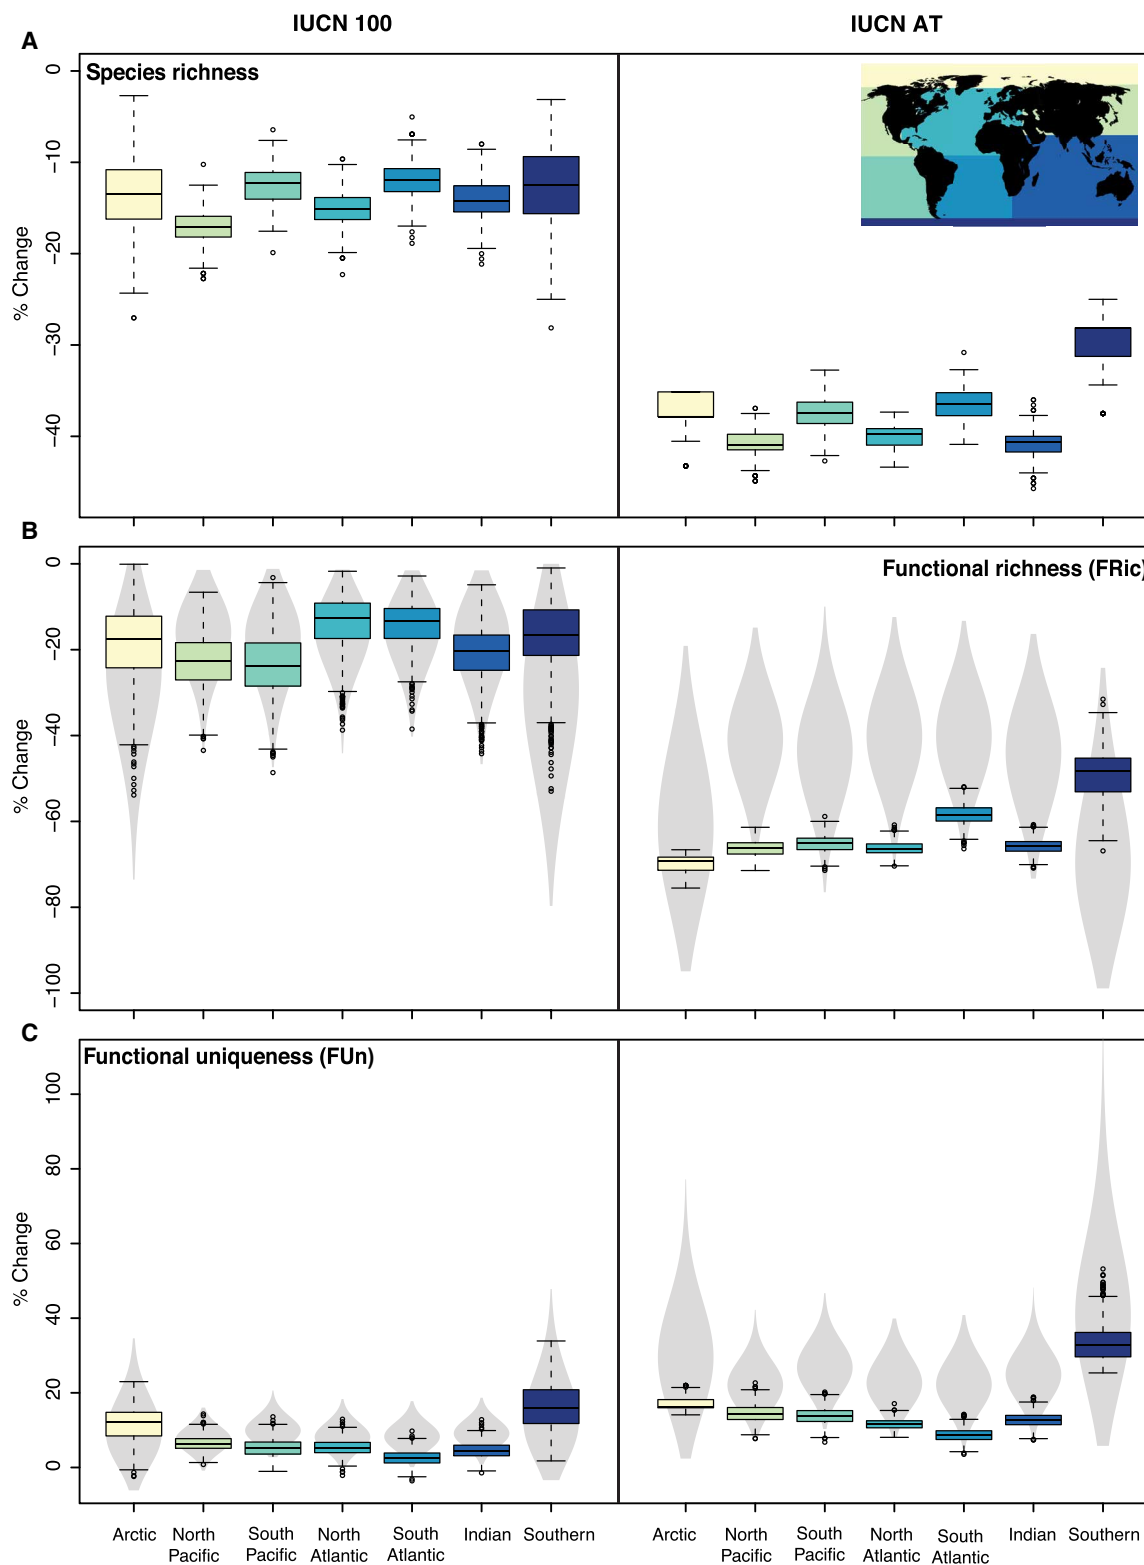 IUCN 100
IUCN AT
A
Species richness
% Change
0
−10
−20
−30
−40
B
Functional richness (FRic)
% Change
0
−20
−40
−60
−80
−100
C
Functional uniqueness (FUn)
% Change
100
80
60
40
20
0
Arctic
North
Pacific
South
Pacific
North
Atlantic
South
Atlantic
Indian
Southern
Arctic
North
Pacific
South
Pacific
North
Atlantic
South
Atlantic
Indian
Southern